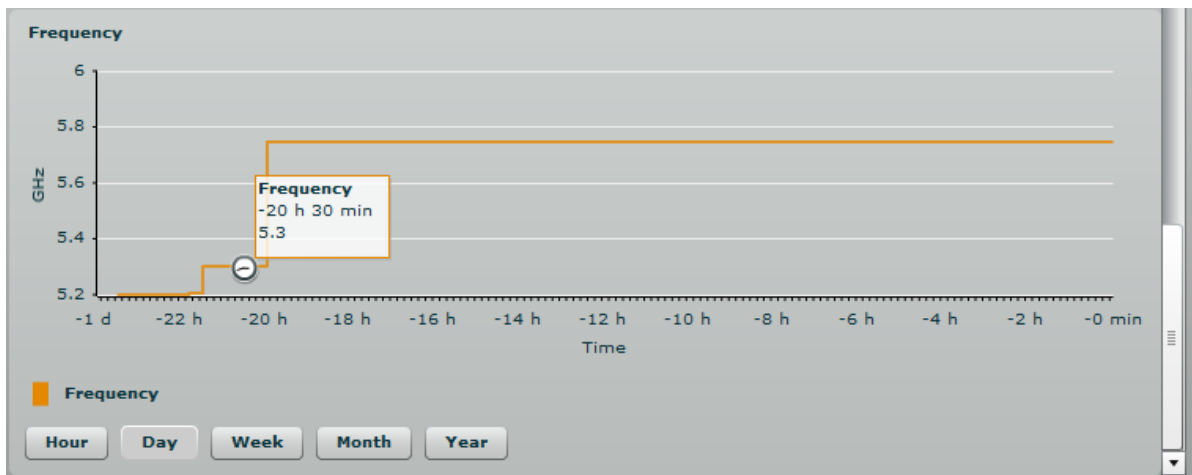 Frequency
6
5.8
5.6
5.4
5.2
GHz
Frequency
-20 h 30 min
5.3
-1 d -22 h -20 h -18 h -16 h -14 h -12 h -10 h -8 h -6 h -4 h -2 h -0 min
Time
Frequency
Hour Day Week Month Year